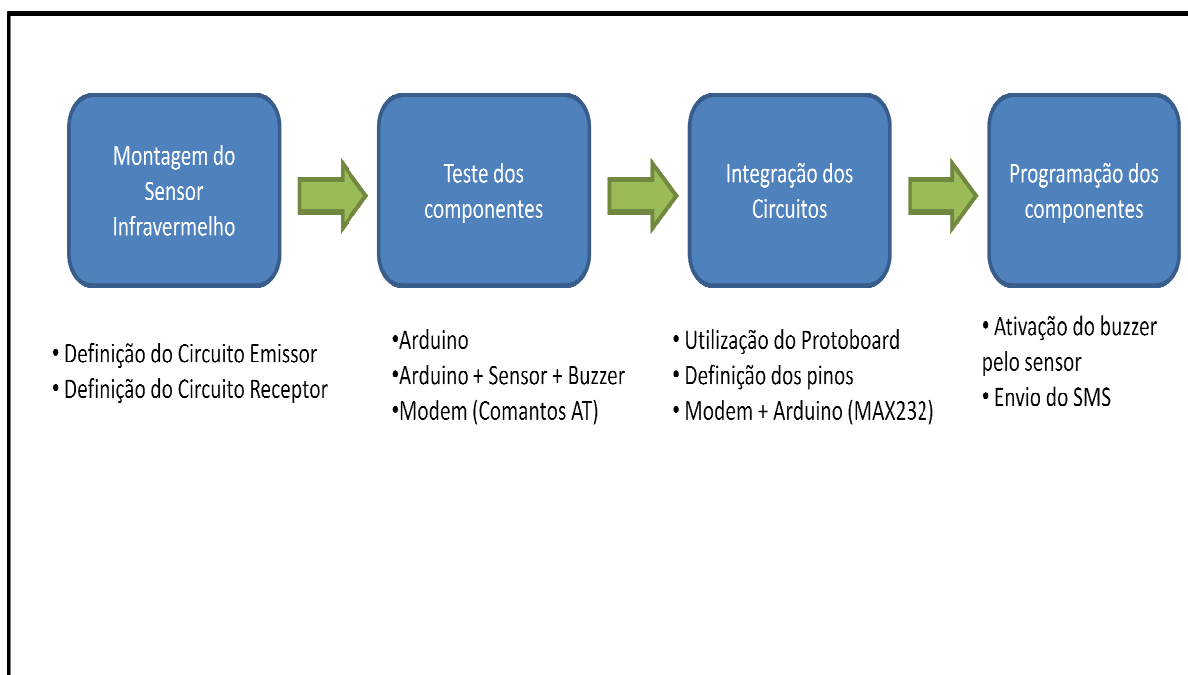 Montagem do
Sensor
Infravermelho
Teste dos
componentes
Integração dos
Circuitos
Programação dos
componentes
• Definição do Circuito Emissor
• Definição do Circuito Receptor
•Arduino
•Arduino + Sensor + Buzzer
•Modem (Comantos AT)
• Utilização do Protoboard
• Definição dos pinos
• Modem + Arduino (MAX232)
• Ativação do buzzer
pelo sensor
• Envio do SMS